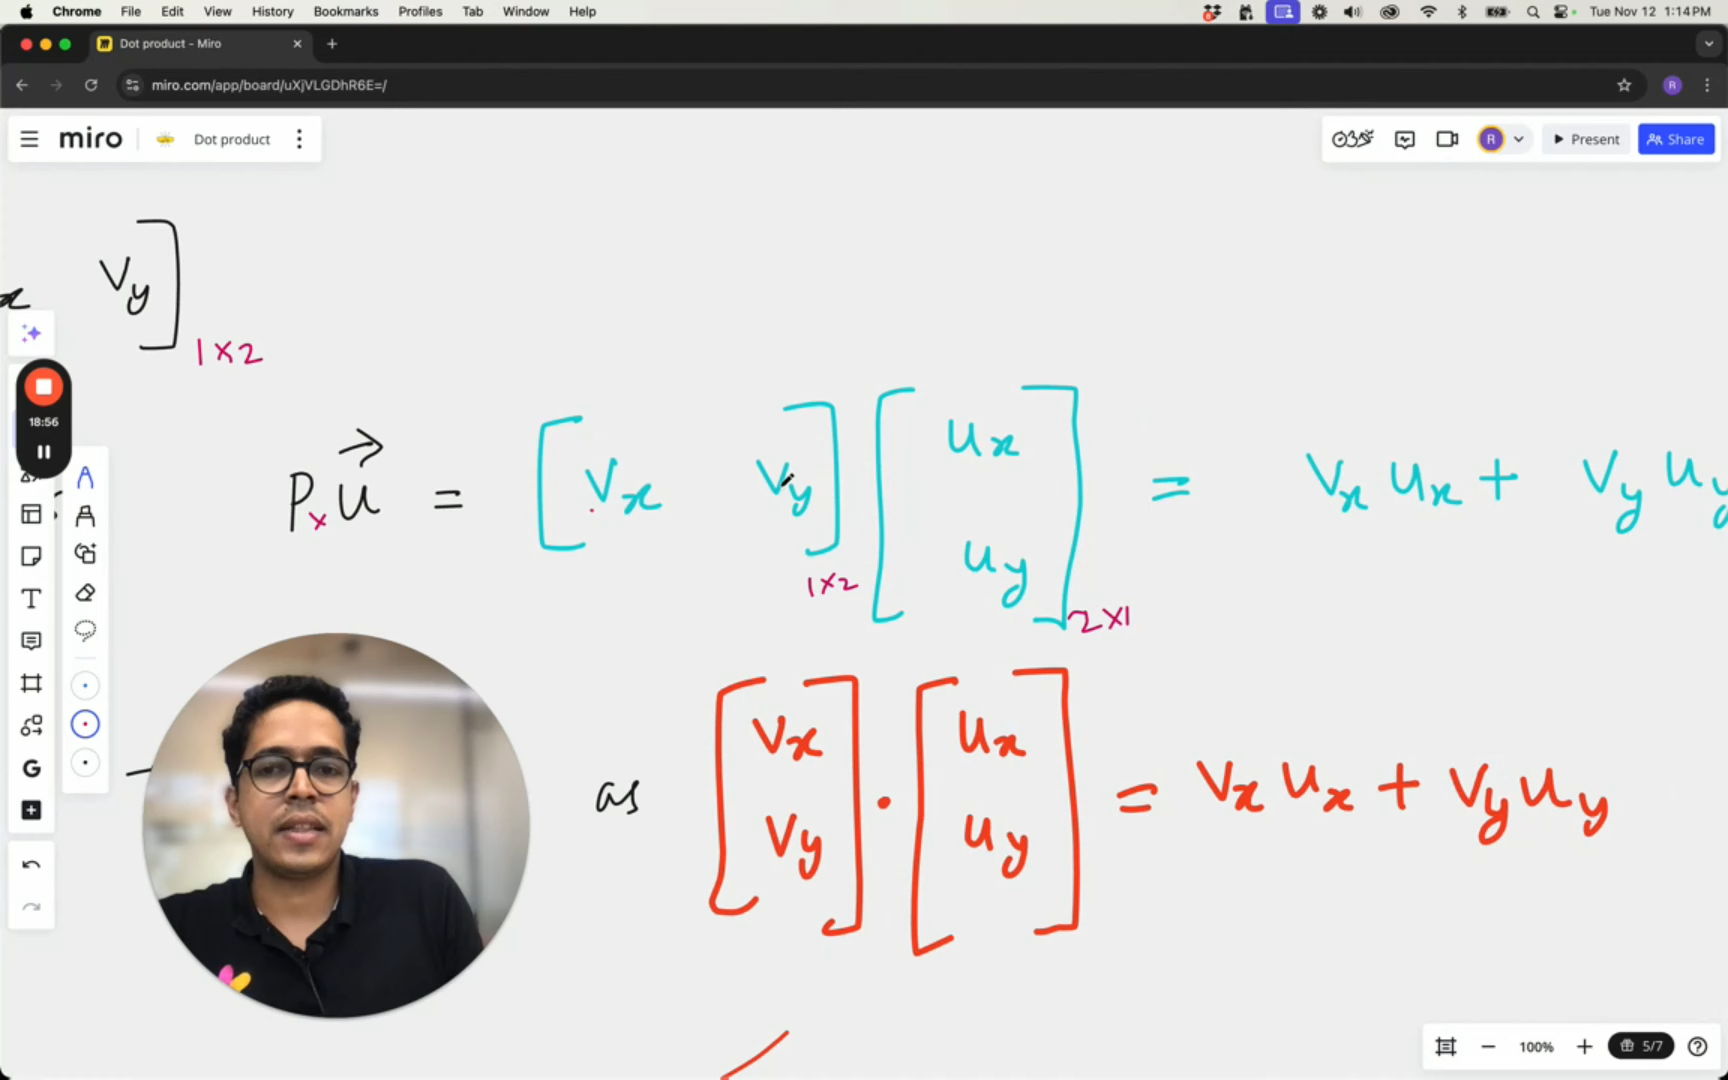 Chrome File Edit View History Bookmarks Profiles Tab Window Help Tue Nov 12 1:14 PM
Dot product - Miro
miro.com/app/board/uXjVLGDhR6E=/ R
miro Dot product R Present Share
x Vy] 1×2
18:56
Pₓ u⃗ = [Vx Vy] 1×2 [ux uy] 2×1 = Vx ux + Vy uy
T
G
as [Vx Vy] · [ux uy] = Vx ux + Vy uy
100% 5/7 ?